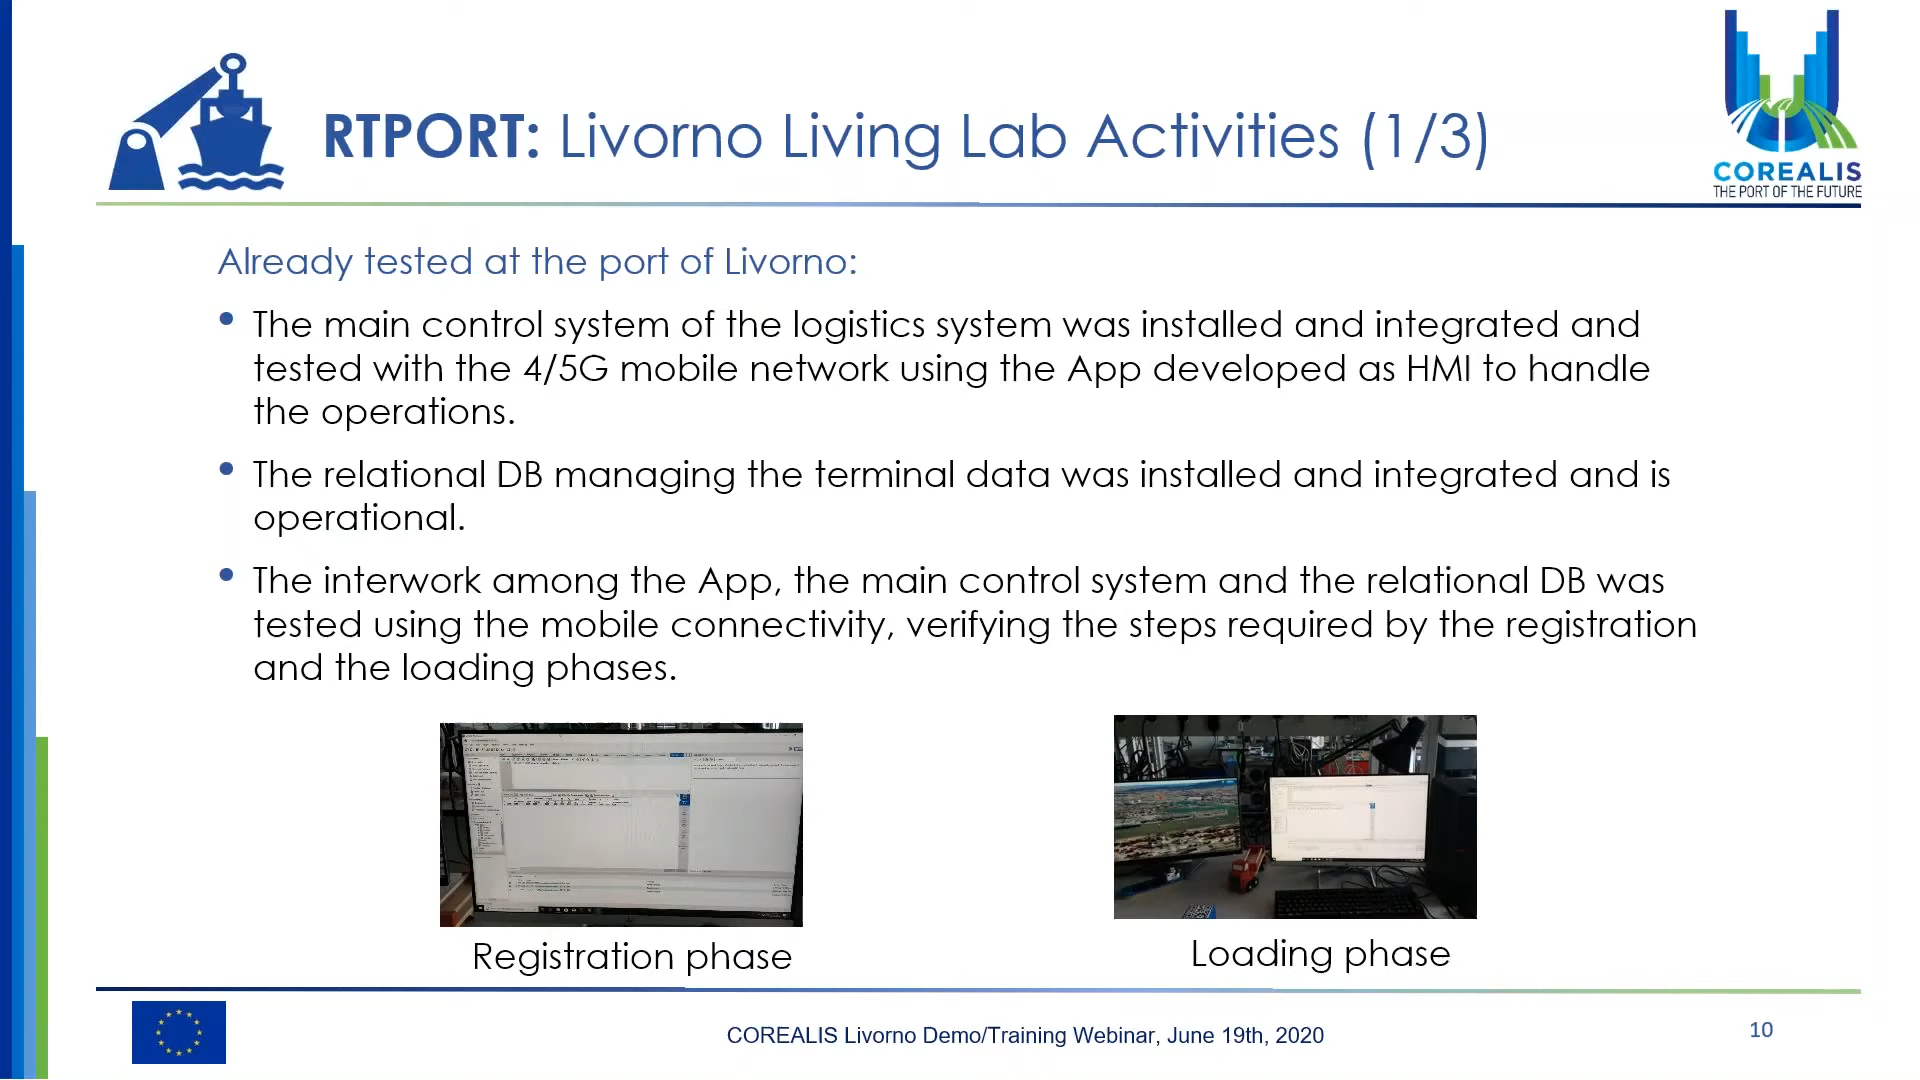 RTPORT: Livorno Living Lab Activities (1/3)
COREALIS
THE PORT OF THE FUTURE
Already tested at the port of Livorno:
• The main control system of the logistics system was installed and integrated and
tested with the 4/5G mobile network using the App developed as HMI to handle
the operations.
• The relational DB managing the terminal data was installed and integrated and is
operational.
• The interwork among the App, the main control system and the relational DB was
tested using the mobile connectivity, verifying the steps required by the registration
and the loading phases.
Registration phase
Loading phase
COREALIS Livorno Demo/Training Webinar, June 19th, 2020
10